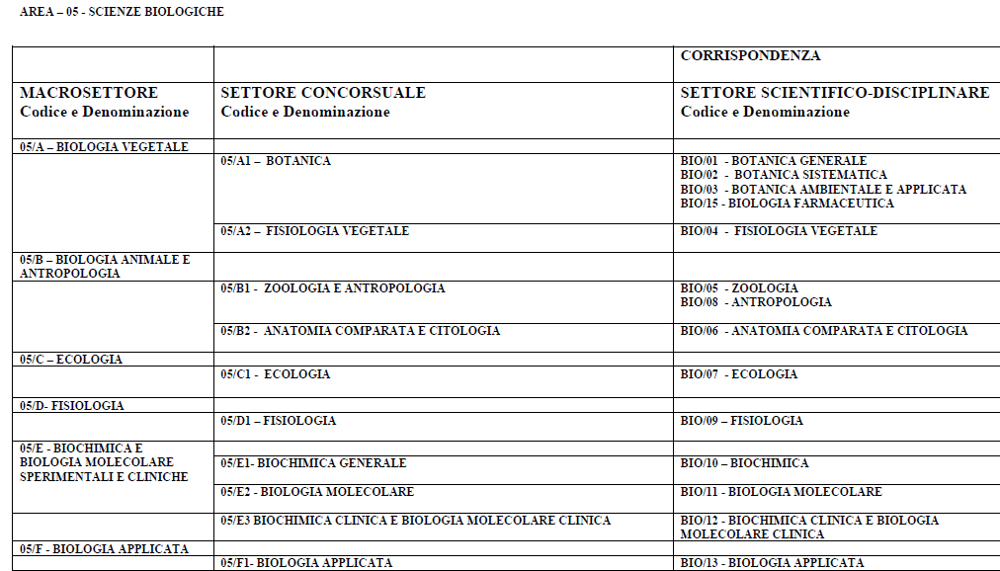 AREA – 05 - SCIENZE BIOLOGICHE
CORRISPONDENZA
MACROSETTORE
Codice e Denominazione
SETTORE CONCORSUALE
Codice e Denominazione
SETTORE SCIENTIFICO-DISCIPLINARE
Codice e Denominazione
05/A – BIOLOGIA VEGETALE
05/A1 – BOTANICA
BIO/01 - BOTANICA GENERALE
BIO/02 - BOTANICA SISTEMATICA
BIO/03 - BOTANICA AMBIENTALE E APPLICATA
BIO/15 - BIOLOGIA FARMACEUTICA
05/A2 – FISIOLOGIA VEGETALE
BIO/04 - FISIOLOGIA VEGETALE
05/B – BIOLOGIA ANIMALE E
ANTROPOLOGIA
05/B1 - ZOOLOGIA E ANTROPOLOGIA
BIO/05 - ZOOLOGIA
BIO/08 - ANTROPOLOGIA
05/B2 - ANATOMIA COMPARATA E CITOLOGIA
BIO/06 - ANATOMIA COMPARATA E CITOLOGIA
05/C – ECOLOGIA
05/C1 - ECOLOGIA
BIO/07 - ECOLOGIA
05/D- FISIOLOGIA
05/D1 – FISIOLOGIA
BIO/09 – FISIOLOGIA
05/E - BIOCHIMICA E
BIOLOGIA MOLECOLARE
SPERIMENTALI E CLINICHE
05/E1- BIOCHIMICA GENERALE
BIO/10 – BIOCHIMICA
05/E2 - BIOLOGIA MOLECOLARE
BIO/11 - BIOLOGIA MOLECOLARE
05/E3 BIOCHIMICA CLINICA E BIOLOGIA MOLECOLARE CLINICA
BIO/12 - BIOCHIMICA CLINICA E BIOLOGIA
MOLECOLARE CLINICA
05/F - BIOLOGIA APPLICATA
05/F1- BIOLOGIA APPLICATA
BIO/13 - BIOLOGIA APPLICATA